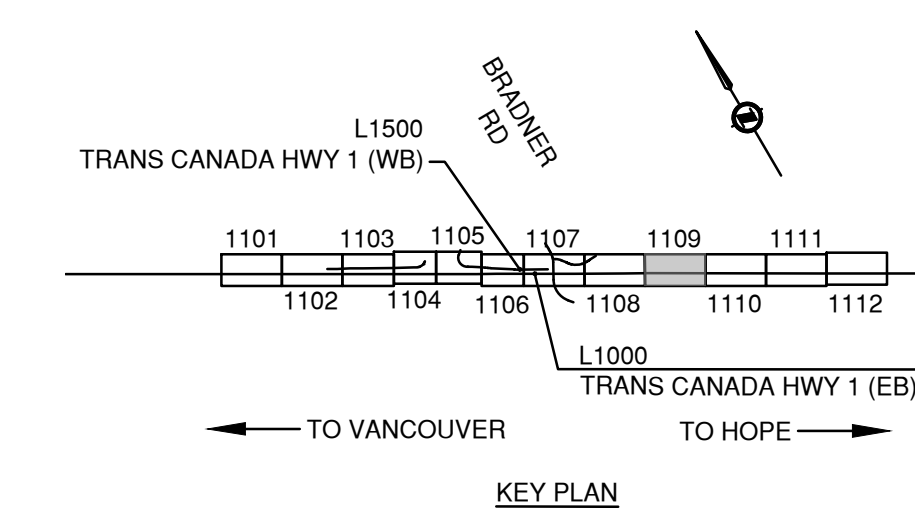 BRADNER
RD
L1500
TRANS CANADA HWY 1 (WB)
1101
1103
1105
1107
1109
1111
1102
1104
1106
1108
1110
1112
L1000
TRANS CANADA HWY 1 (EB)
TO VANCOUVER
TO HOPE
KEY PLAN